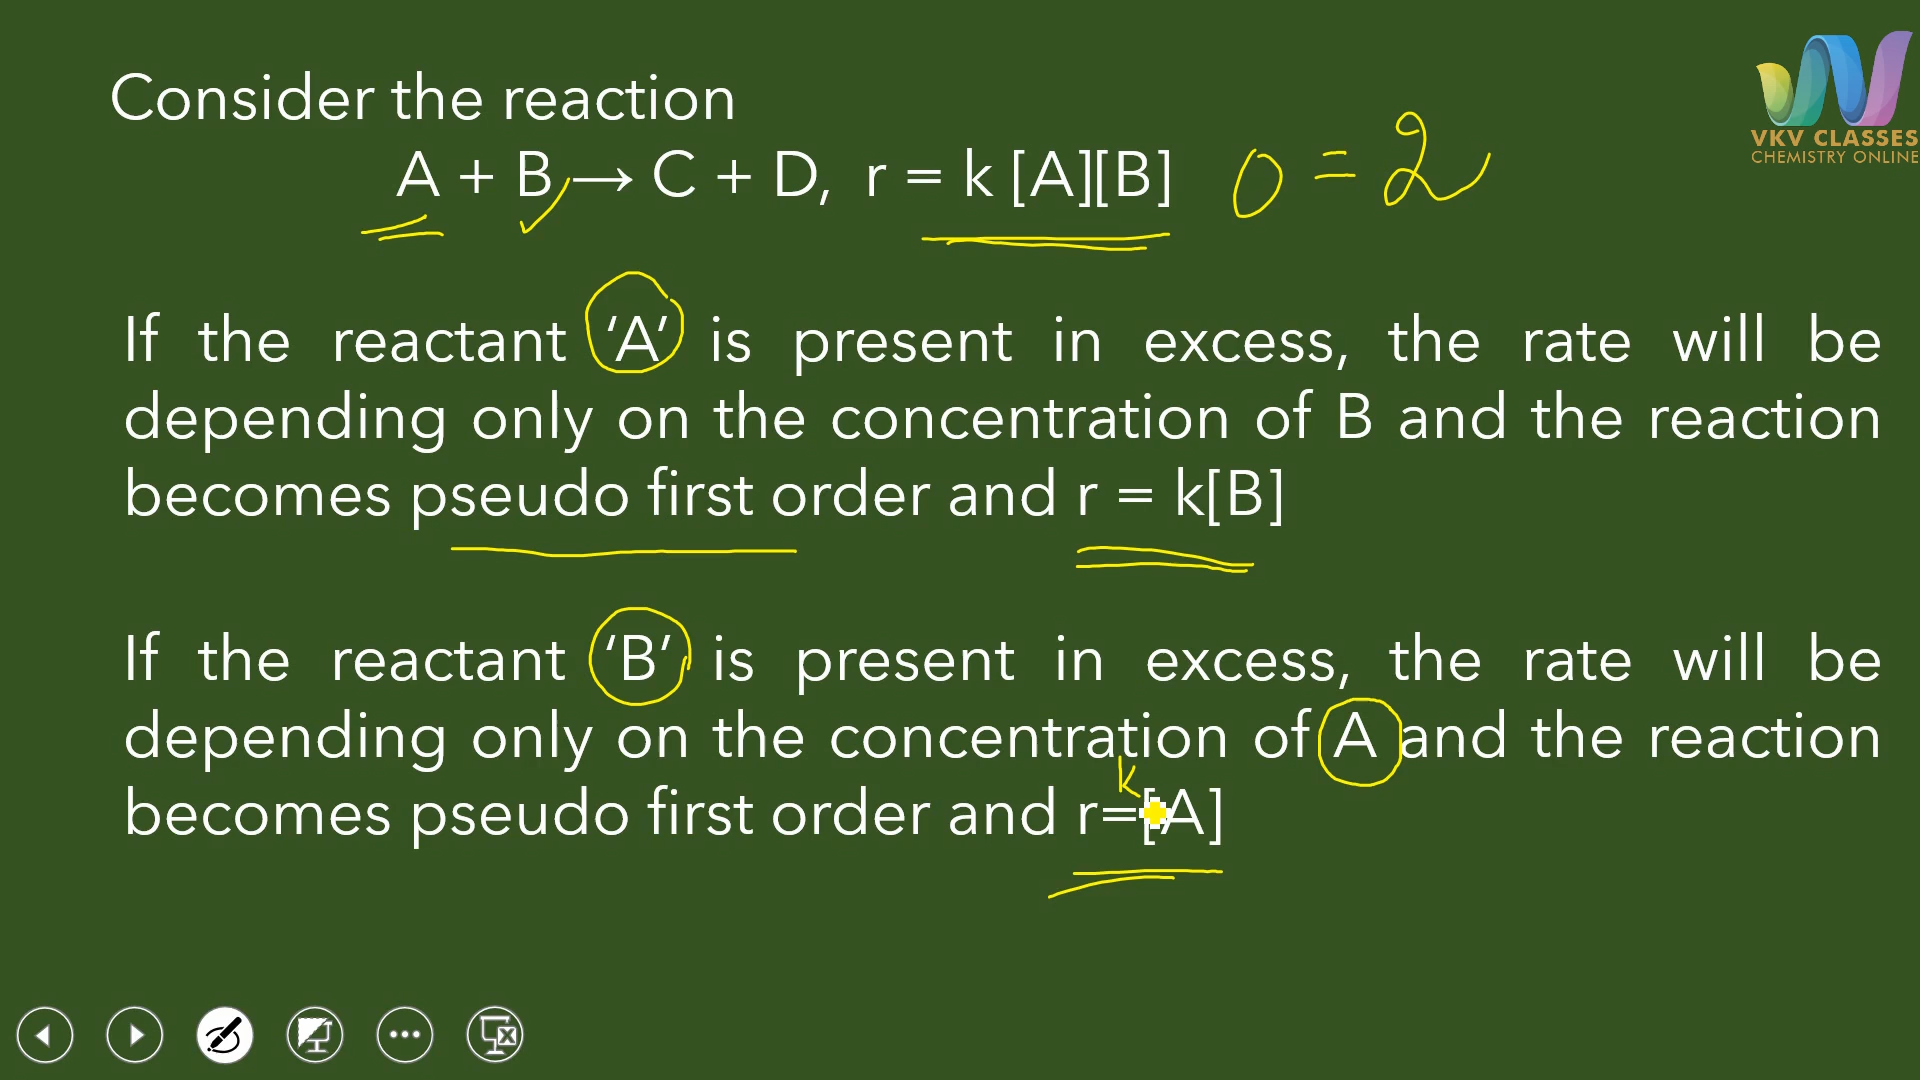 Consider the reaction
A + B → C + D, r = k [A][B] O = 2
VKV CLASSES
CHEMISTRY ONLINE
If the reactant ‘A’ is present in excess, the rate will be
depending only on the concentration of B and the reaction
becomes pseudo first order and r = k[B]
If the reactant ‘B’ is present in excess, the rate will be
depending only on the concentration of A and the reaction
k
becomes pseudo first order and r=[A]